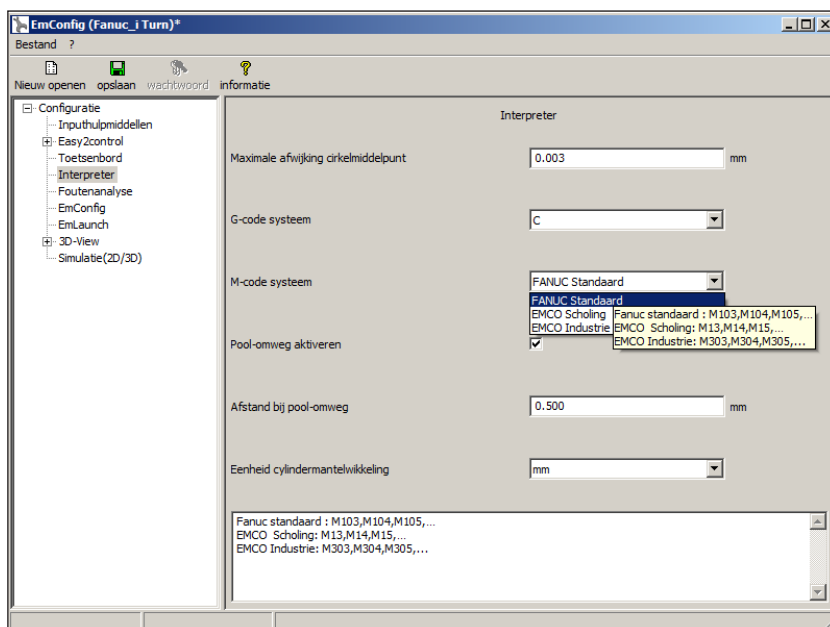 EmConfig (Fanuc_i Turn)*
Bestand ?
Nieuw openen opslaan wachtwoord informatie
Configuratie
Inputhulpmiddellen
Easy2control
Toetsenbord
Interpreter
Foutenanalyse
EmConfig
EmLaunch
3D-View
Simulatie(2D/3D)
Interpreter
Maximale afwijking cirkelmiddelpunt 0.003 mm
G-code systeem C
M-code systeem FANUC Standaard
FANUC Standaard
EMCO Scholing
EMCO Industrie
Fanuc standaard : M103,M104,M105,...
EMCO Scholing: M13,M14,M15,...
EMCO Industrie: M303,M304,M305,...
Pool-omweg aktiveren
Afstand bij pool-omweg 0.500 mm
Eenheid cylindermantelwikkeling mm
Fanuc standaard : M103,M104,M105,...
EMCO Scholing: M13,M14,M15,...
EMCO Industrie: M303,M304,M305,...